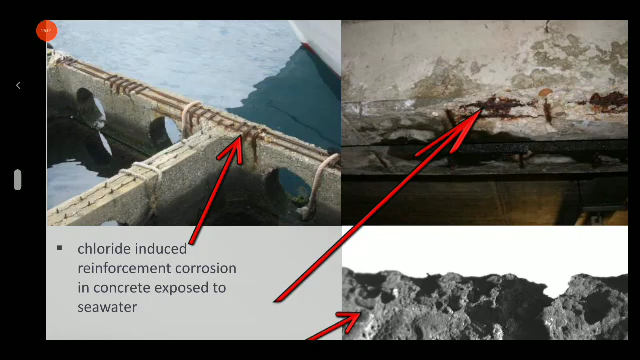 chloride induced
reinforcement corrosion
in concrete exposed to
seawater